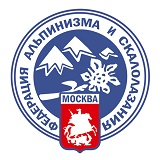 ФЕДЕРАЦИЯ АЛЬПИНИЗМА И СКАЛОЛАЗАНИЯ
МОСКВА